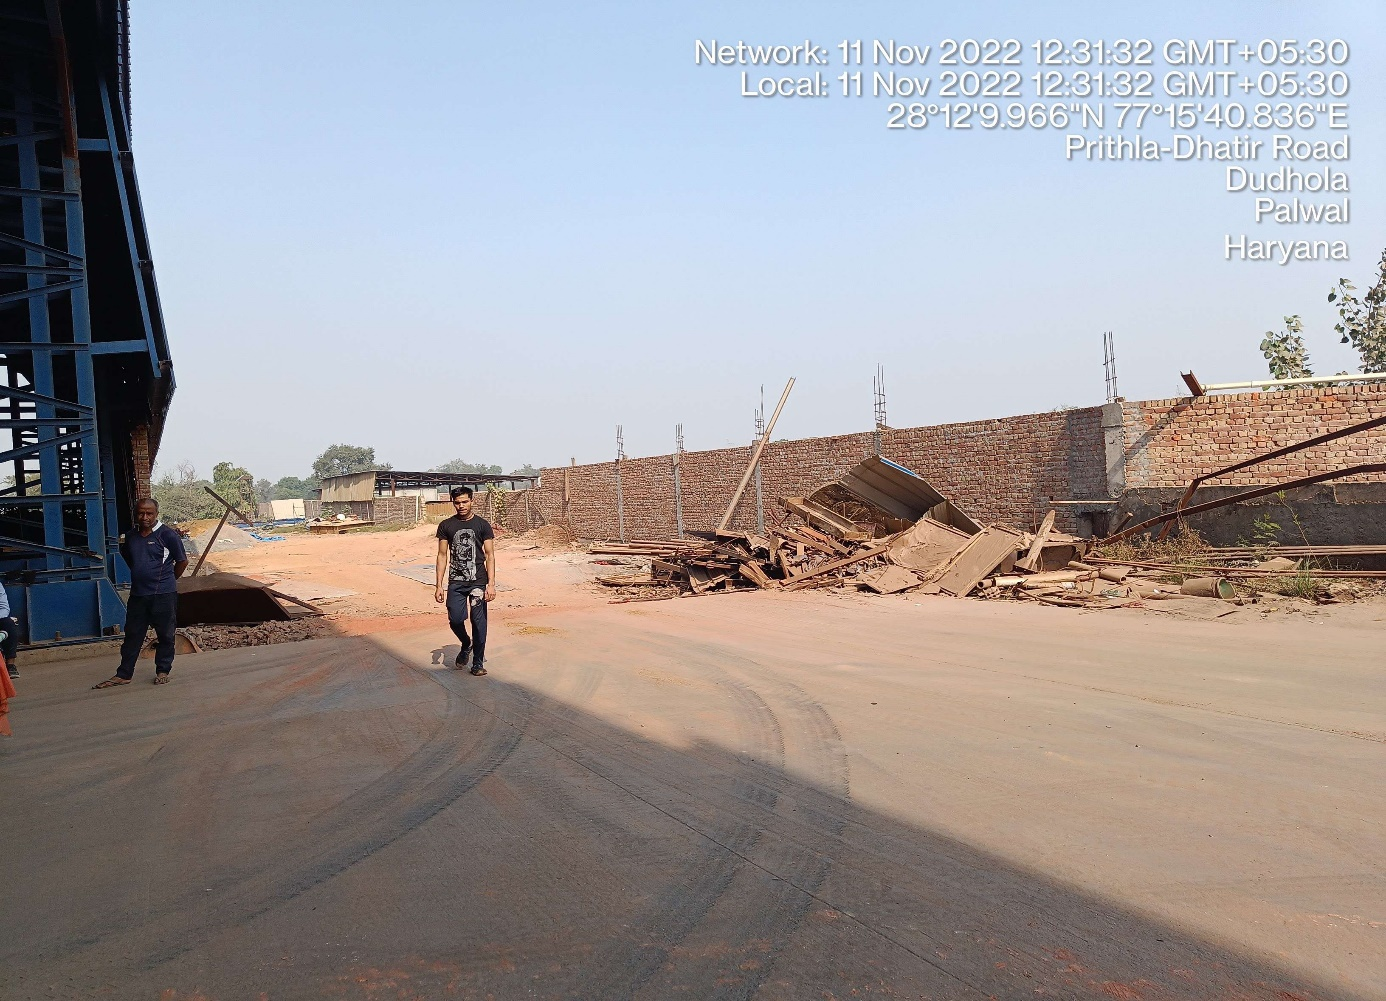 Network: 11 Nov 2022 12:31:32 GMT+05:30
Local: 11 Nov 2022 12:31:32 GMT+05:30
28°12'9.966"N 77°15'40.836"E
Prithla-Dhatir Road
Dudhola
Palwal
Haryana